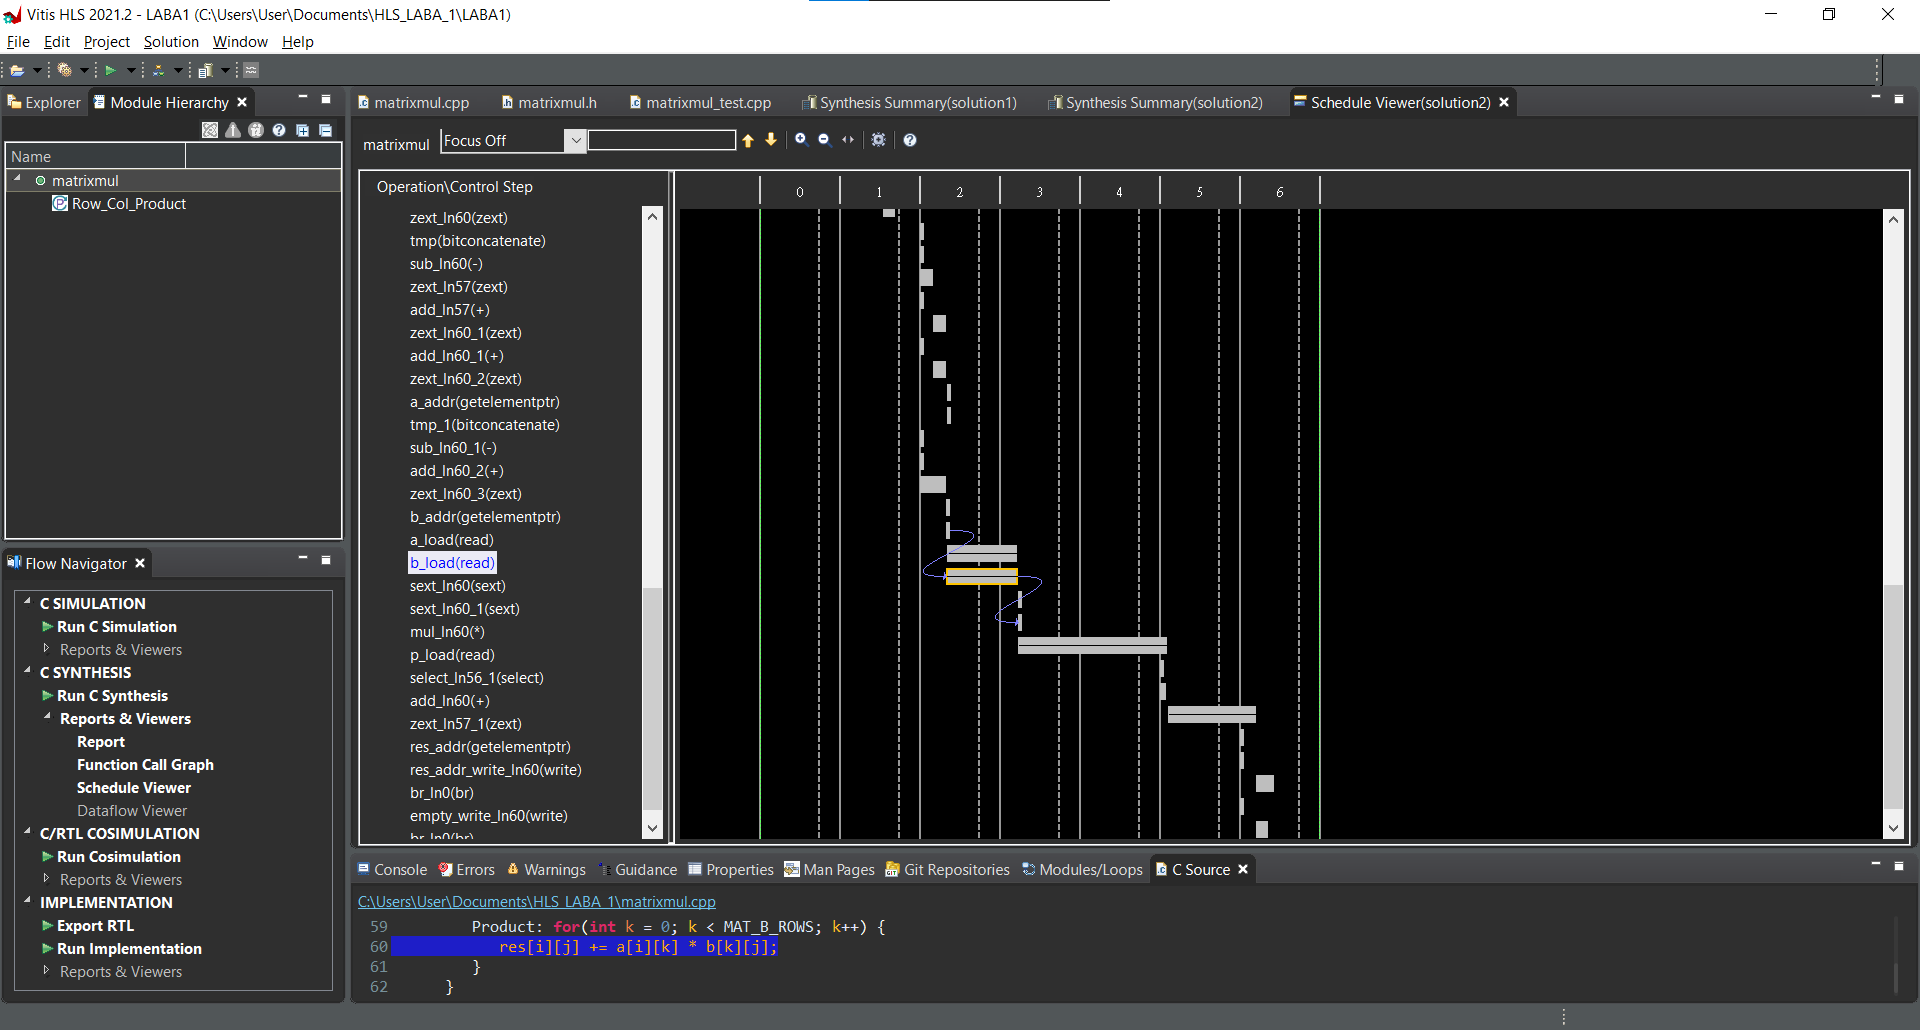 Vitis HLS 2021.2 - LABA1 (C:\Users\User\Documents\HLS_LABA_1\LABA1)
File Edit Project Solution Window Help
Explorer Module Hierarchy
Name
matrixmul
Row_Col_Product
Flow Navigator
C SIMULATION
Run C Simulation
Reports & Viewers
C SYNTHESIS
Run C Synthesis
Reports & Viewers
Report
Function Call Graph
Schedule Viewer
Dataflow Viewer
C/RTL COSIMULATION
Run Cosimulation
Reports & Viewers
IMPLEMENTATION
Export RTL
Run Implementation
Reports & Viewers
matrixmul.cpp matrixmul.h matrixmul_test.cpp Synthesis Summary(solution1) Synthesis Summary(solution2) Schedule Viewer(solution2)
matrixmul Focus Off
Operation\Control Step 0 1 2 3 4 5 6
zext_ln60(zext)
tmp(bitconcatenate)
sub_ln60(-)
zext_ln57(zext)
add_ln57(+)
zext_ln60_1(zext)
add_ln60_1(+)
zext_ln60_2(zext)
a_addr(getelementptr)
tmp_1(bitconcatenate)
sub_ln60_1(-)
add_ln60_2(+)
zext_ln60_3(zext)
b_addr(getelementptr)
a_load(read)
b_load(read)
sext_ln60(sext)
sext_ln60_1(sext)
mul_ln60(*)
p_load(read)
select_ln56_1(select)
add_ln60(+)
zext_ln57_1(zext)
res_addr(getelementptr)
res_addr_write_ln60(write)
br_ln0(br)
empty_write_ln60(write)
br_ln0(br)
Console Errors Warnings Guidance Properties Man Pages Git Repositories Modules/Loops C Source
C:\Users\User\Documents\HLS_LABA_1\matrixmul.cpp
59 Product: for(int k = 0; k < MAT_B_ROWS; k++) {
60 res[i][j] += a[i][k] * b[k][j];
61 }
62 }